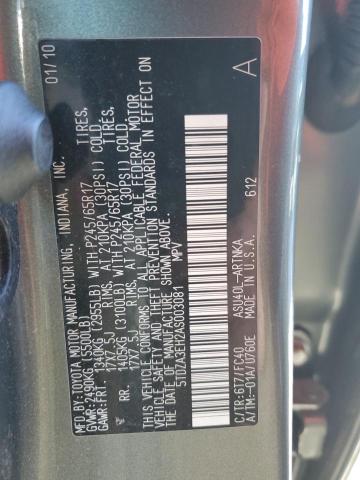 MFD.BY:TOYOTA MOTOR MANUFACTURING, INDIANA, INC. 01/10
GVWR:2490KG (5500LB)
GAWR:FRT. 1340KG (2955LB) WITH P245/65R17 TIRES,
17X7.5J RIMS, AT 210KPA (30PSI) COLD.
RR. 1405KG (3100LB) WITH P245/65R17 TIRES,
17X7.5J RIMS, AT 210KPA (30PSI) COLD.
THIS VEHICLE CONFORMS TO ALL APPLICABLE FEDERAL MOTOR
VEHICLE SAFETY AND THEFT PREVENTION STANDARDS IN EFFECT
ON THE DATE OF MANUFACTURE SHOWN ABOVE.
5TDZA3EH2AS003081 MPV A
612
C/TR:6T7/FC40 ASU40L-ARTNKA
A/TM:-01A/U760E MADE IN U.S.A.